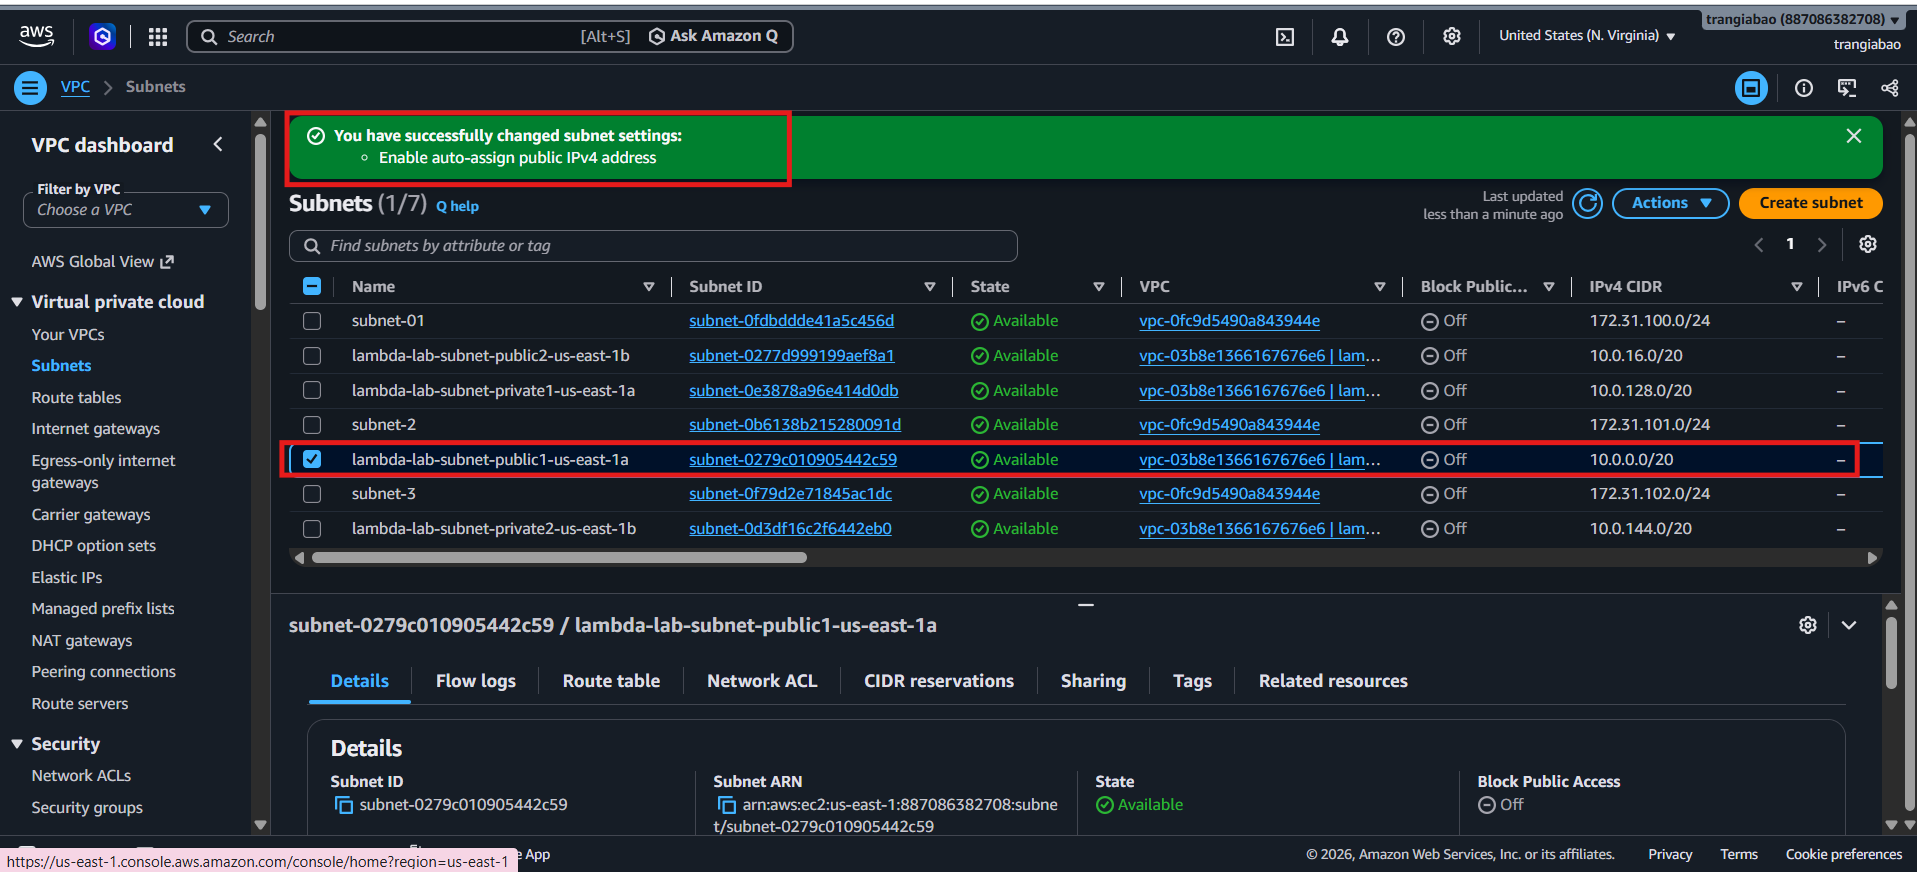 aws
Search
[Alt+S]
Ask Amazon Q
United States (N. Virginia)
trangiabao (887086382708)
trangiabao
VPC
Subnets
VPC dashboard
Filter by VPC
Choose a VPC
AWS Global View
Virtual private cloud
Your VPCs
Subnets
Route tables
Internet gateways
Egress-only internet
gateways
Carrier gateways
DHCP option sets
Elastic IPs
Managed prefix lists
NAT gateways
Peering connections
Route servers
Security
Network ACLs
Security groups
You have successfully changed subnet settings:
Enable auto-assign public IPv4 address
Subnets (1/7) Q help
Last updated
less than a minute ago
Actions
Create subnet
Find subnets by attribute or tag
1
Name Subnet ID State VPC Block Public... IPv4 CIDR IPv6 C
subnet-01 subnet-0fdbddde41a5c456d Available vpc-0fc9d5490a843944e Off 172.31.100.0/24 –
lambda-lab-subnet-public2-us-east-1b subnet-0277d999199aef8a1 Available vpc-03b8e1366167676e6 | lam... Off 10.0.16.0/20 –
lambda-lab-subnet-private1-us-east-1a subnet-0e3878a96e414d0db Available vpc-03b8e1366167676e6 | lam... Off 10.0.128.0/20 –
subnet-2 subnet-0b6138b215280091d Available vpc-0fc9d5490a843944e Off 172.31.101.0/24 –
lambda-lab-subnet-public1-us-east-1a subnet-0279c010905442c59 Available vpc-03b8e1366167676e6 | lam... Off 10.0.0.0/20 –
subnet-3 subnet-0f79d2e71845ac1dc Available vpc-0fc9d5490a843944e Off 172.31.102.0/24 –
lambda-lab-subnet-private2-us-east-1b subnet-0d3df16c2f6442eb0 Available vpc-03b8e1366167676e6 | lam... Off 10.0.144.0/20 –
subnet-0279c010905442c59 / lambda-lab-subnet-public1-us-east-1a
Details Flow logs Route table Network ACL CIDR reservations Sharing Tags Related resources
Details
Subnet ID
subnet-0279c010905442c59
Subnet ARN
arn:aws:ec2:us-east-1:887086382708:subne
t/subnet-0279c010905442c59
State
Available
Block Public Access
Off
https://us-east-1.console.aws.amazon.com/console/home?region=us-east-1
e App
© 2026, Amazon Web Services, Inc. or its affiliates.
Privacy
Terms
Cookie preferences